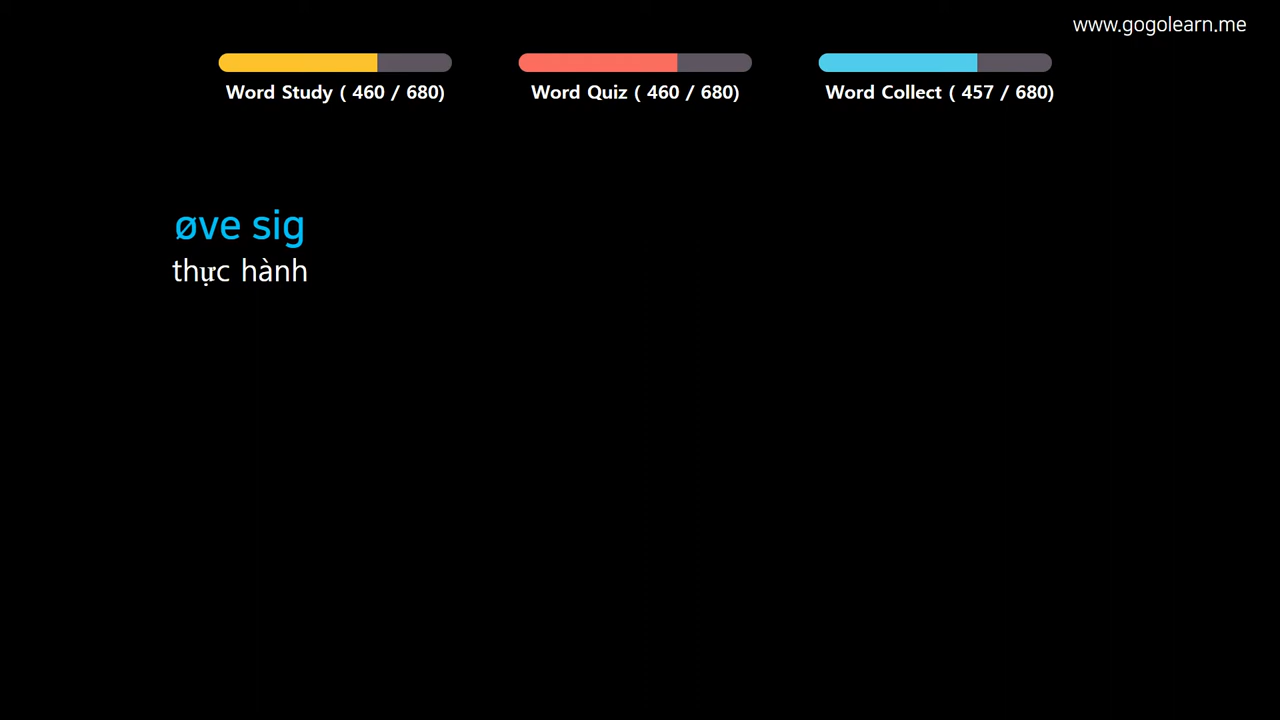 www.gogolearn.me
Word Study ( 460 / 680)
Word Quiz ( 460 / 680)
Word Collect ( 457 / 680)
øve sig
thực hành